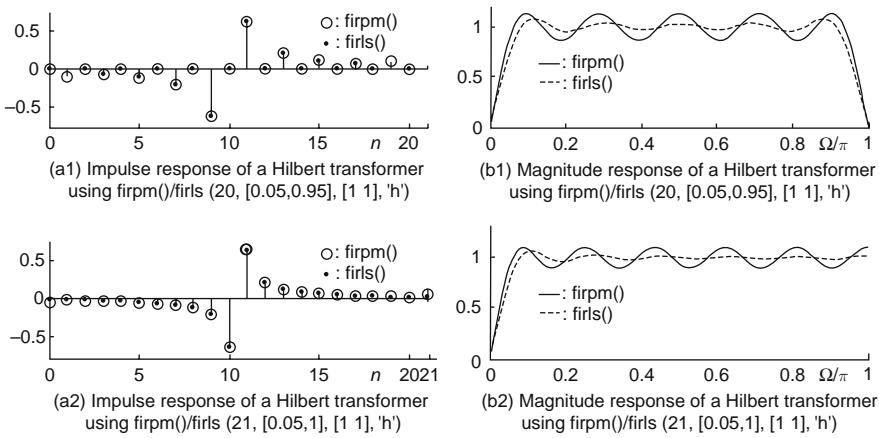 0.5
0
−0.5
○: firpm()
•: firls()
0 5 10 15 n 20
(a1) Impulse response of a Hilbert transformer
using firpm()/firls (20, [0.05,0.95], [1 1], 'h')
1
0.5
0
—: firpm()
----: firls()
0 0.2 0.4 0.6 0.8 Ω/π 1
(b1) Magnitude response of a Hilbert transformer
using firpm()/firls (20, [0.05,0.95], [1 1], 'h')
0.5
0
−0.5
○: firpm()
•: firls()
0 5 10 15 n 2021
(a2) Impulse response of a Hilbert transformer
using firpm()/firls (21, [0.05,1], [1 1], 'h')
1
0.5
0
—: firpm()
----: firls()
0 0.2 0.4 0.6 0.8 Ω/π 1
(b2) Magnitude response of a Hilbert transformer
using firpm()/firls (21, [0.05,1], [1 1], 'h')